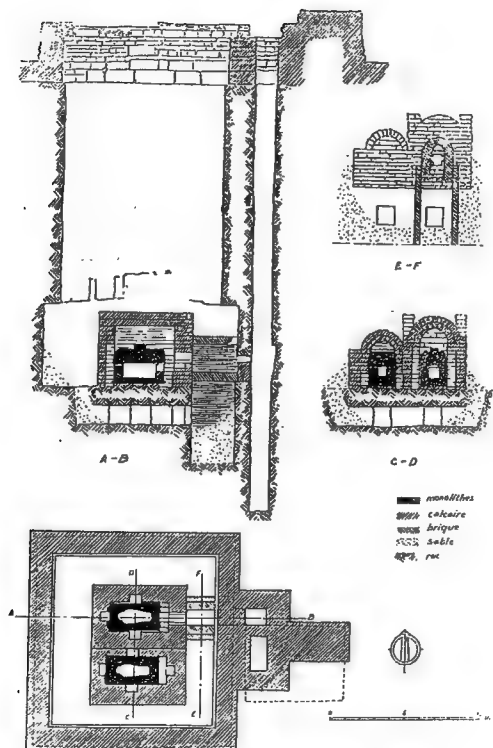 E-F
A-B
C-D
monolithes
calcaire
brique
sable
roc
D
F
A
B
C
E